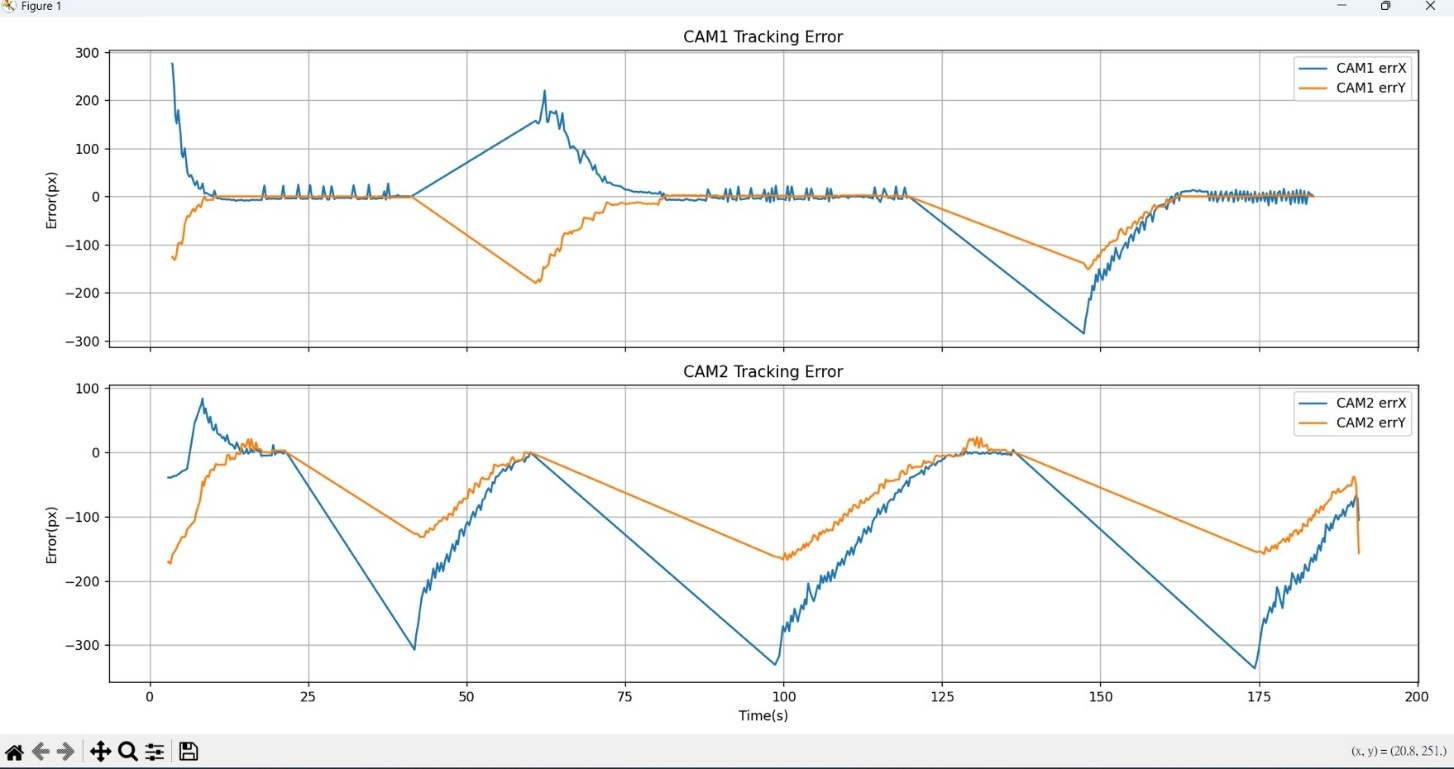 Figure 1
CAM1 Tracking Error
300
200
100
0
−100
−200
−300
Error(px)
CAM1 errX
CAM1 errY
CAM2 Tracking Error
100
0
−100
−200
−300
Error(px)
CAM2 errX
CAM2 errY
0 25 50 75 100 125 150 175 200
Time(s)
(x, y) = (20.8, 251.)